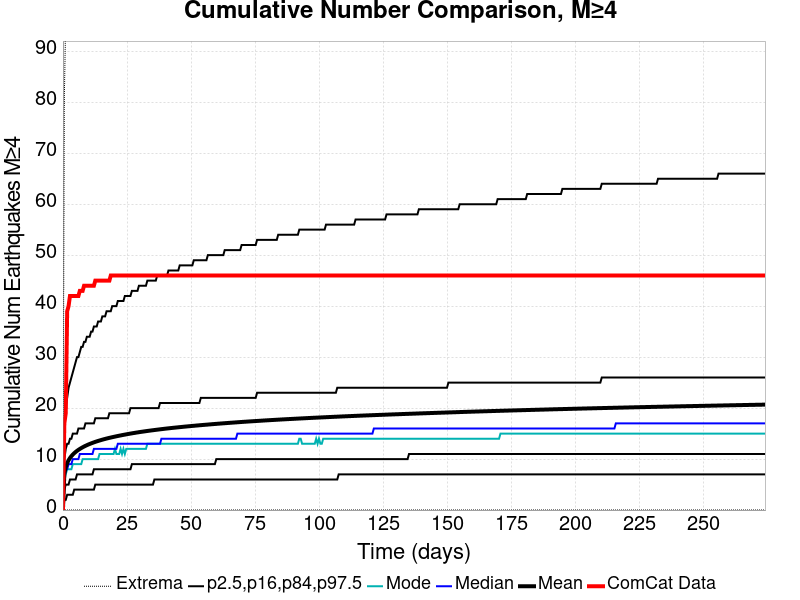 Cumulative Number Comparison, M≥4
Cumulative Num Earthquakes M≥4
90
80
70
60
50
40
30
20
10
0
0 25 50 75 100 125 150 175 200 225 250
Time (days)
Extrema p2.5,p16,p84,p97.5 Mode Median Mean ComCat Data